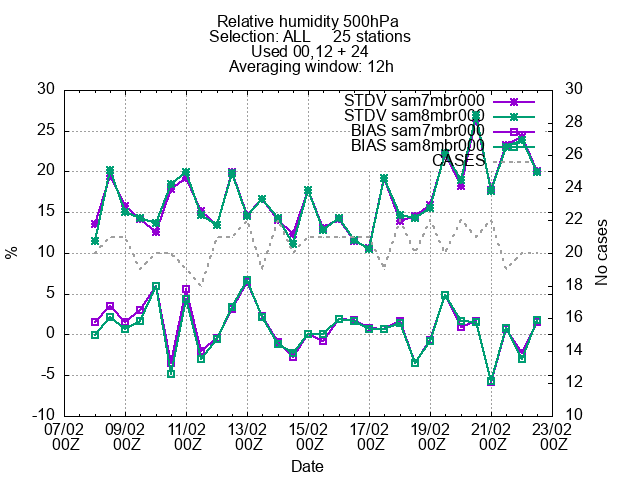 Relative humidity 500hPa
Selection: ALL 25 stations
Used 00,12 + 24
Averaging window: 12h
STDV sam7mbr000
STDV sam8mbr000
BIAS sam7mbr000
BIAS sam8mbr000
CASES
30
25
20
15
10
5
0
-5
-10
%
30
28
26
24
22
20
18
16
14
12
10
No cases
07/02 09/02 11/02 13/02 15/02 17/02 19/02 21/02 23/02
00Z 00Z 00Z 00Z 00Z 00Z 00Z 00Z 00Z
Date